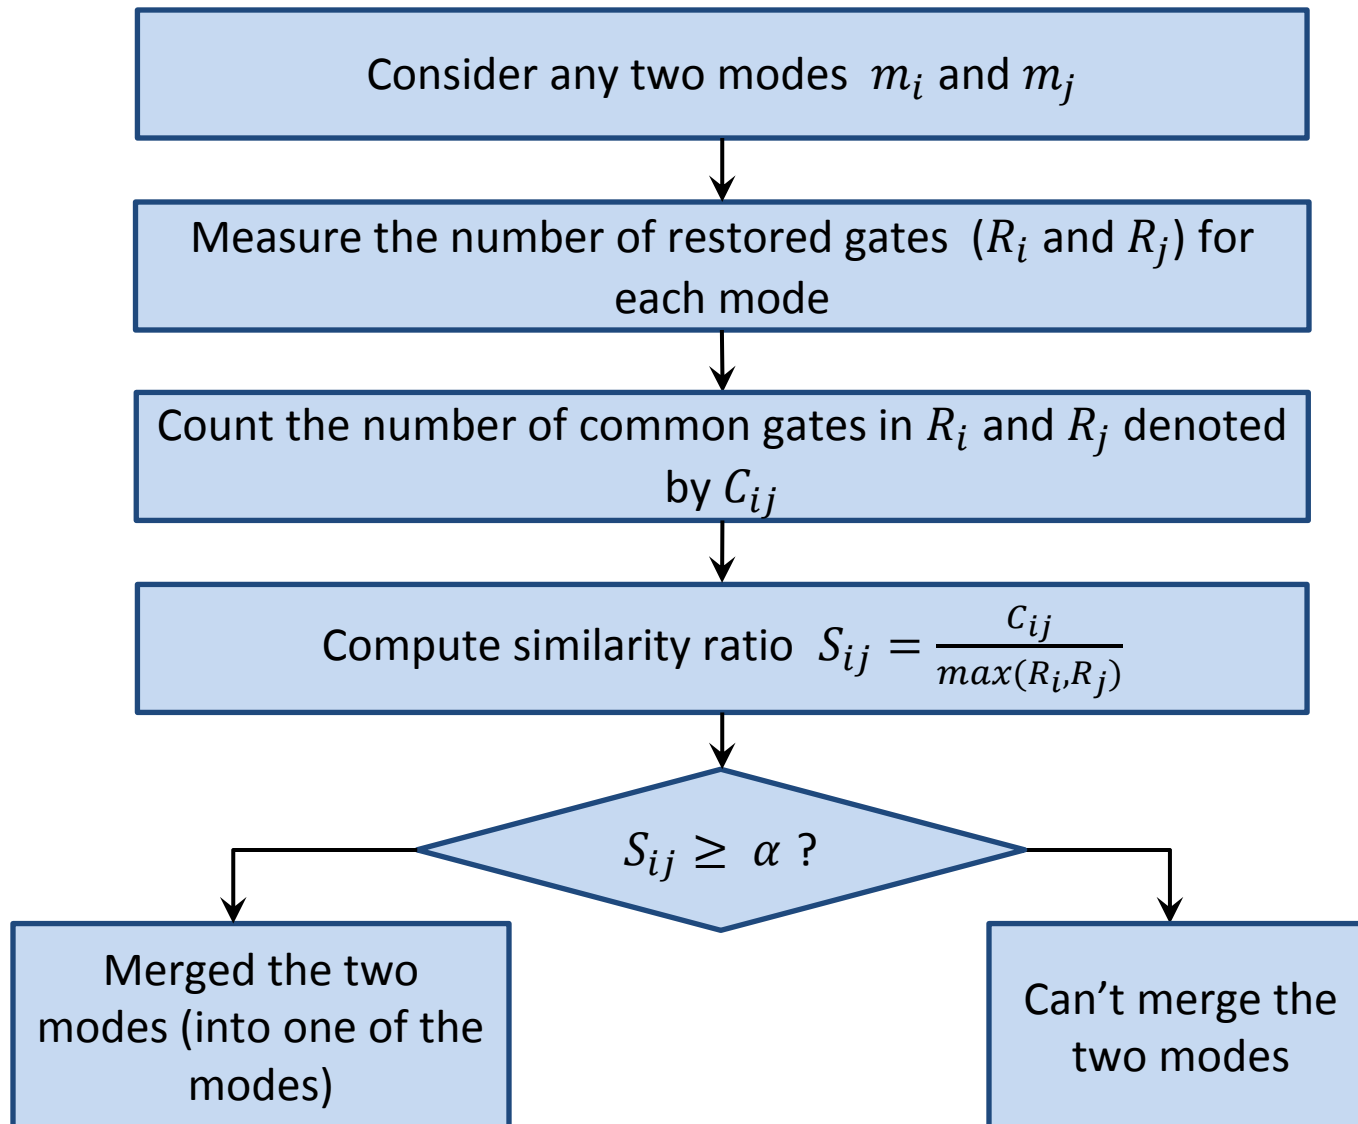 Consider any two modes m_i and m_j
Measure the number of restored gates (R_i and R_j) for
each mode
Count the number of common gates in R_i and R_j denoted
by C_ij
Compute similarity ratio S_ij = C_ij / max(R_i,R_j)
S_ij ≥ α ?
Merged the two
modes (into one of the
modes)
Can’t merge the
two modes